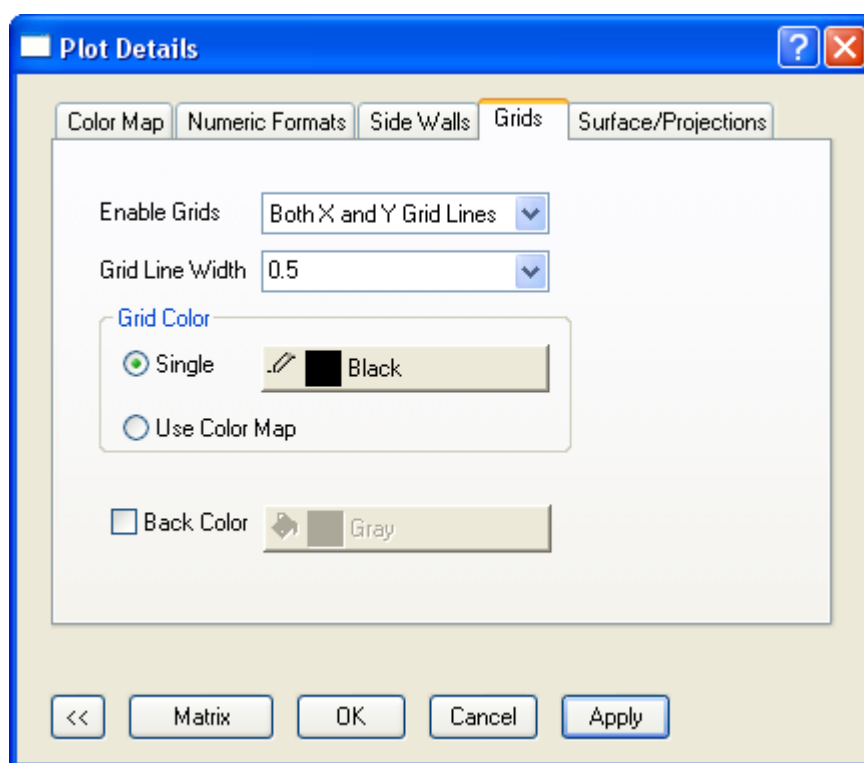 Plot Details
Color Map Numeric Formats Side Walls Grids Surface/Projections
Enable Grids Both X and Y Grid Lines
Grid Line Width 0.5
Grid Color
Single Black
Use Color Map
Back Color Gray
<< Matrix OK Cancel Apply